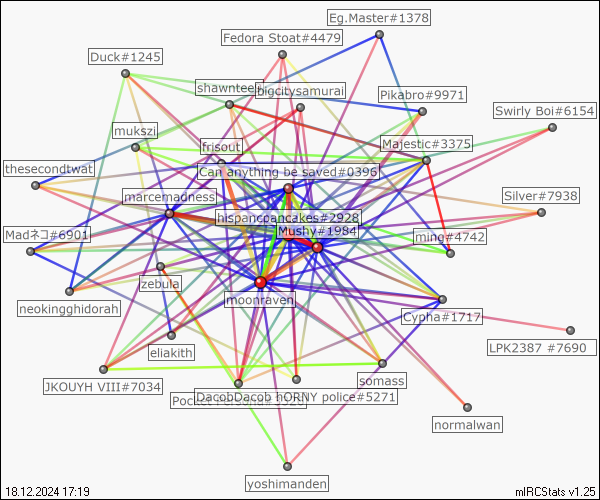 Eg.Master#1378
Fedora Stoat#4479
Duck#1245
shawnteea
bigcitysamurai
Pikabro#9971
Swirly Boi#6154
mukszi
frisout
Majestic#3375
thesecondtwat
Can anything be saved#0396
marcemadness
Silver#7938
hispanicpancakes#2928
Madネコ#6901
Mushy#1984
ming#4742
zebula
moonraven
neokingghidorah
Cypha#1717
eliakith
LPK2387 #7690
JKOUYH VIII#7034
somass
DacobDacob hORNY police#5271
Pocket
normalwan
yoshimanden
18.12.2024 17:19
mIRCStats v1.25